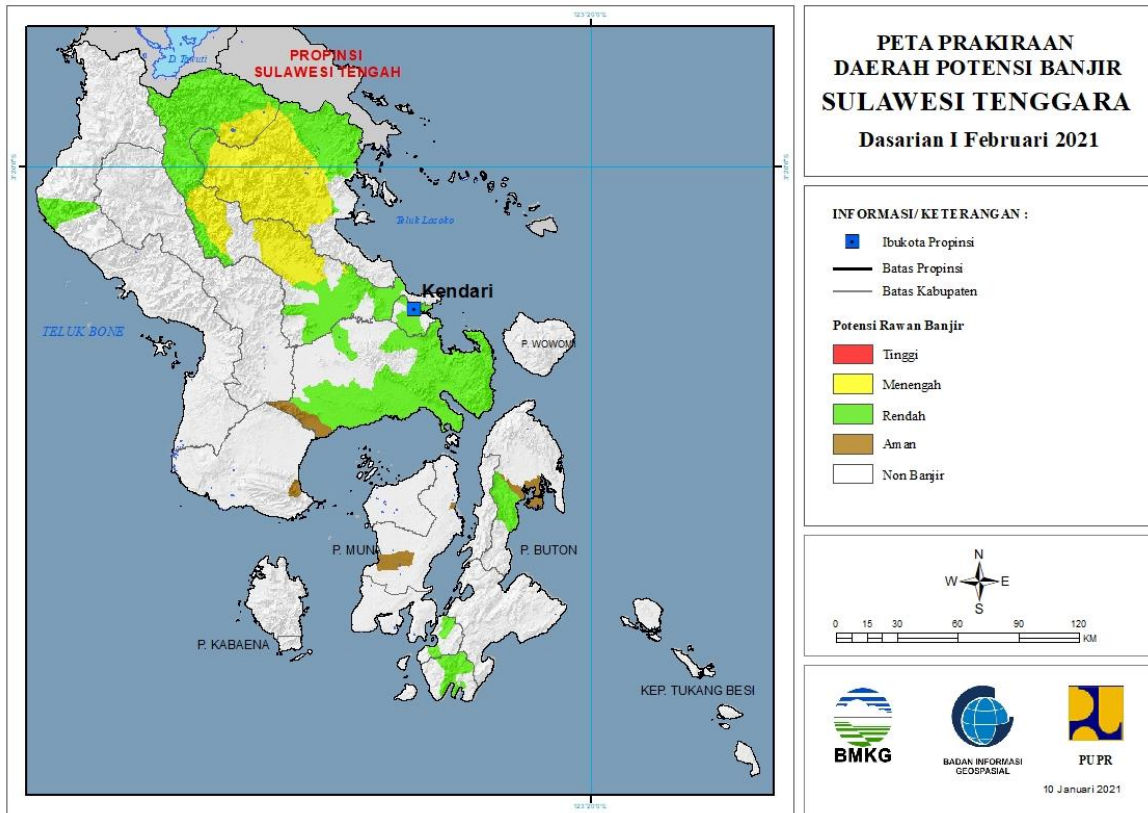 PROPINSI
SULAWESI TENGAH
Kendari
TELUK BONE
P. WOWONI
P. MUNA
P. BUTON
P. KABAENA
KEP. TUKANG BESI
PETA PRAKIRAAN
DAERAH POTENSI BANJIR
SULAWESI TENGGARA
Dasarian I Februari 2021
INFORMASI/ KETERANGAN :
Ibukota Propinsi
Batas Propinsi
Batas Kabupaten
Potensi Rawan Banjir
Tinggi
Menengah
Rendah
Aman
Non Banjir
N
W E
S
0 15 30 60 90 120
KM
BMKG
BADAN INFORMASI
GEOSPASIAL
PUPR
10 Januari 2021